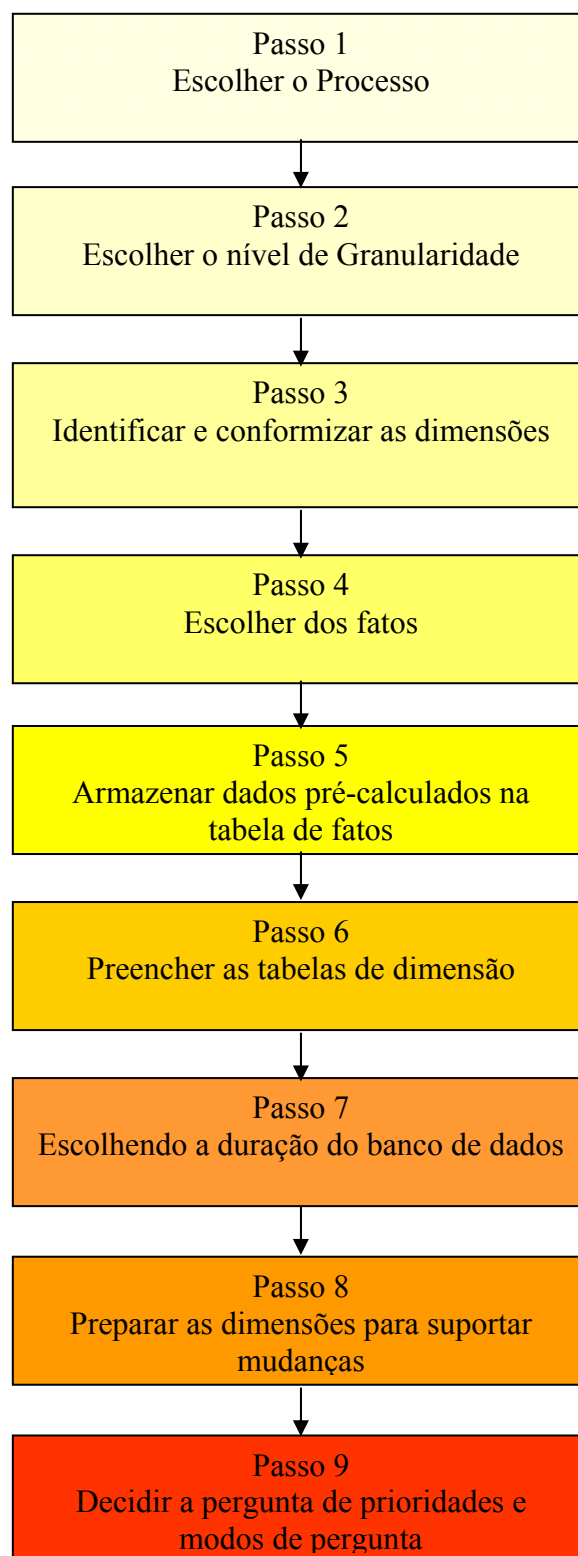 Passo 1
Escolher o Processo
Passo 2
Escolher o nível de Granularidade
Passo 3
Identificar e conformizar as dimensões
Passo 4
Escolher dos fatos
Passo 5
Armazenar dados pré-calculados na
tabela de fatos
Passo 6
Preencher as tabelas de dimensão
Passo 7
Escolhendo a duração do banco de dados
Passo 8
Preparar as dimensões para suportar
mudanças
Passo 9
Decidir a pergunta de prioridades e
modos de pergunta